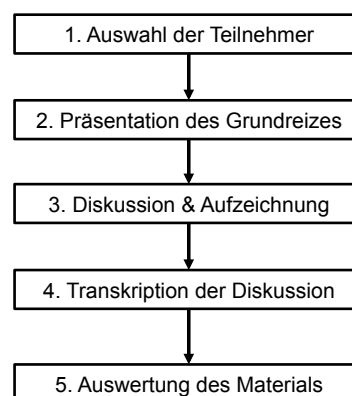 1. Auswahl der Teilnehmer
2. Präsentation des Grundreizes
3. Diskussion & Aufzeichnung
4. Transkription der Diskussion
5. Auswertung des Materials